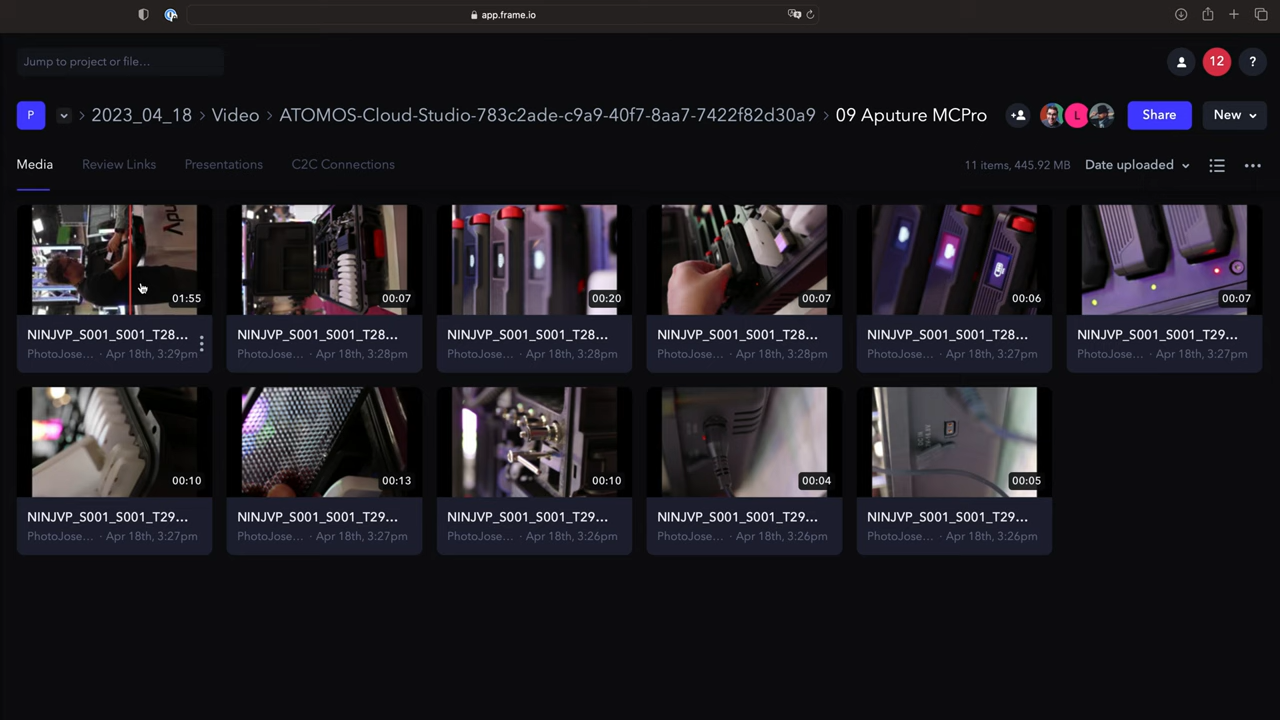 app.frame.io
Jump to project or file...
12
?
P
2023_04_18 > Video > ATOMOS-Cloud-Studio-783c2ade-c9a9-40f7-8aa7-7422f82d30a9 > 09 Aputure MCPro
L
Share
New
Media
Review Links
Presentations
C2C Connections
11 items, 445.92 MB
Date uploaded
01:55
00:07
00:20
00:07
00:06
00:07
NINJVP_S001_S001_T28...
PhotoJose... · Apr 18th, 3:29pm
NINJVP_S001_S001_T28...
PhotoJose... · Apr 18th, 3:28pm
NINJVP_S001_S001_T28...
PhotoJose... · Apr 18th, 3:28pm
NINJVP_S001_S001_T28...
PhotoJose... · Apr 18th, 3:28pm
NINJVP_S001_S001_T28...
PhotoJose... · Apr 18th, 3:27pm
NINJVP_S001_S001_T29...
PhotoJose... · Apr 18th, 3:27pm
00:10
00:13
00:10
00:04
00:05
NINJVP_S001_S001_T29...
PhotoJose... · Apr 18th, 3:27pm
NINJVP_S001_S001_T29...
PhotoJose... · Apr 18th, 3:27pm
NINJVP_S001_S001_T29...
PhotoJose... · Apr 18th, 3:26pm
NINJVP_S001_S001_T29...
PhotoJose... · Apr 18th, 3:26pm
NINJVP_S001_S001_T29...
PhotoJose... · Apr 18th, 3:26pm